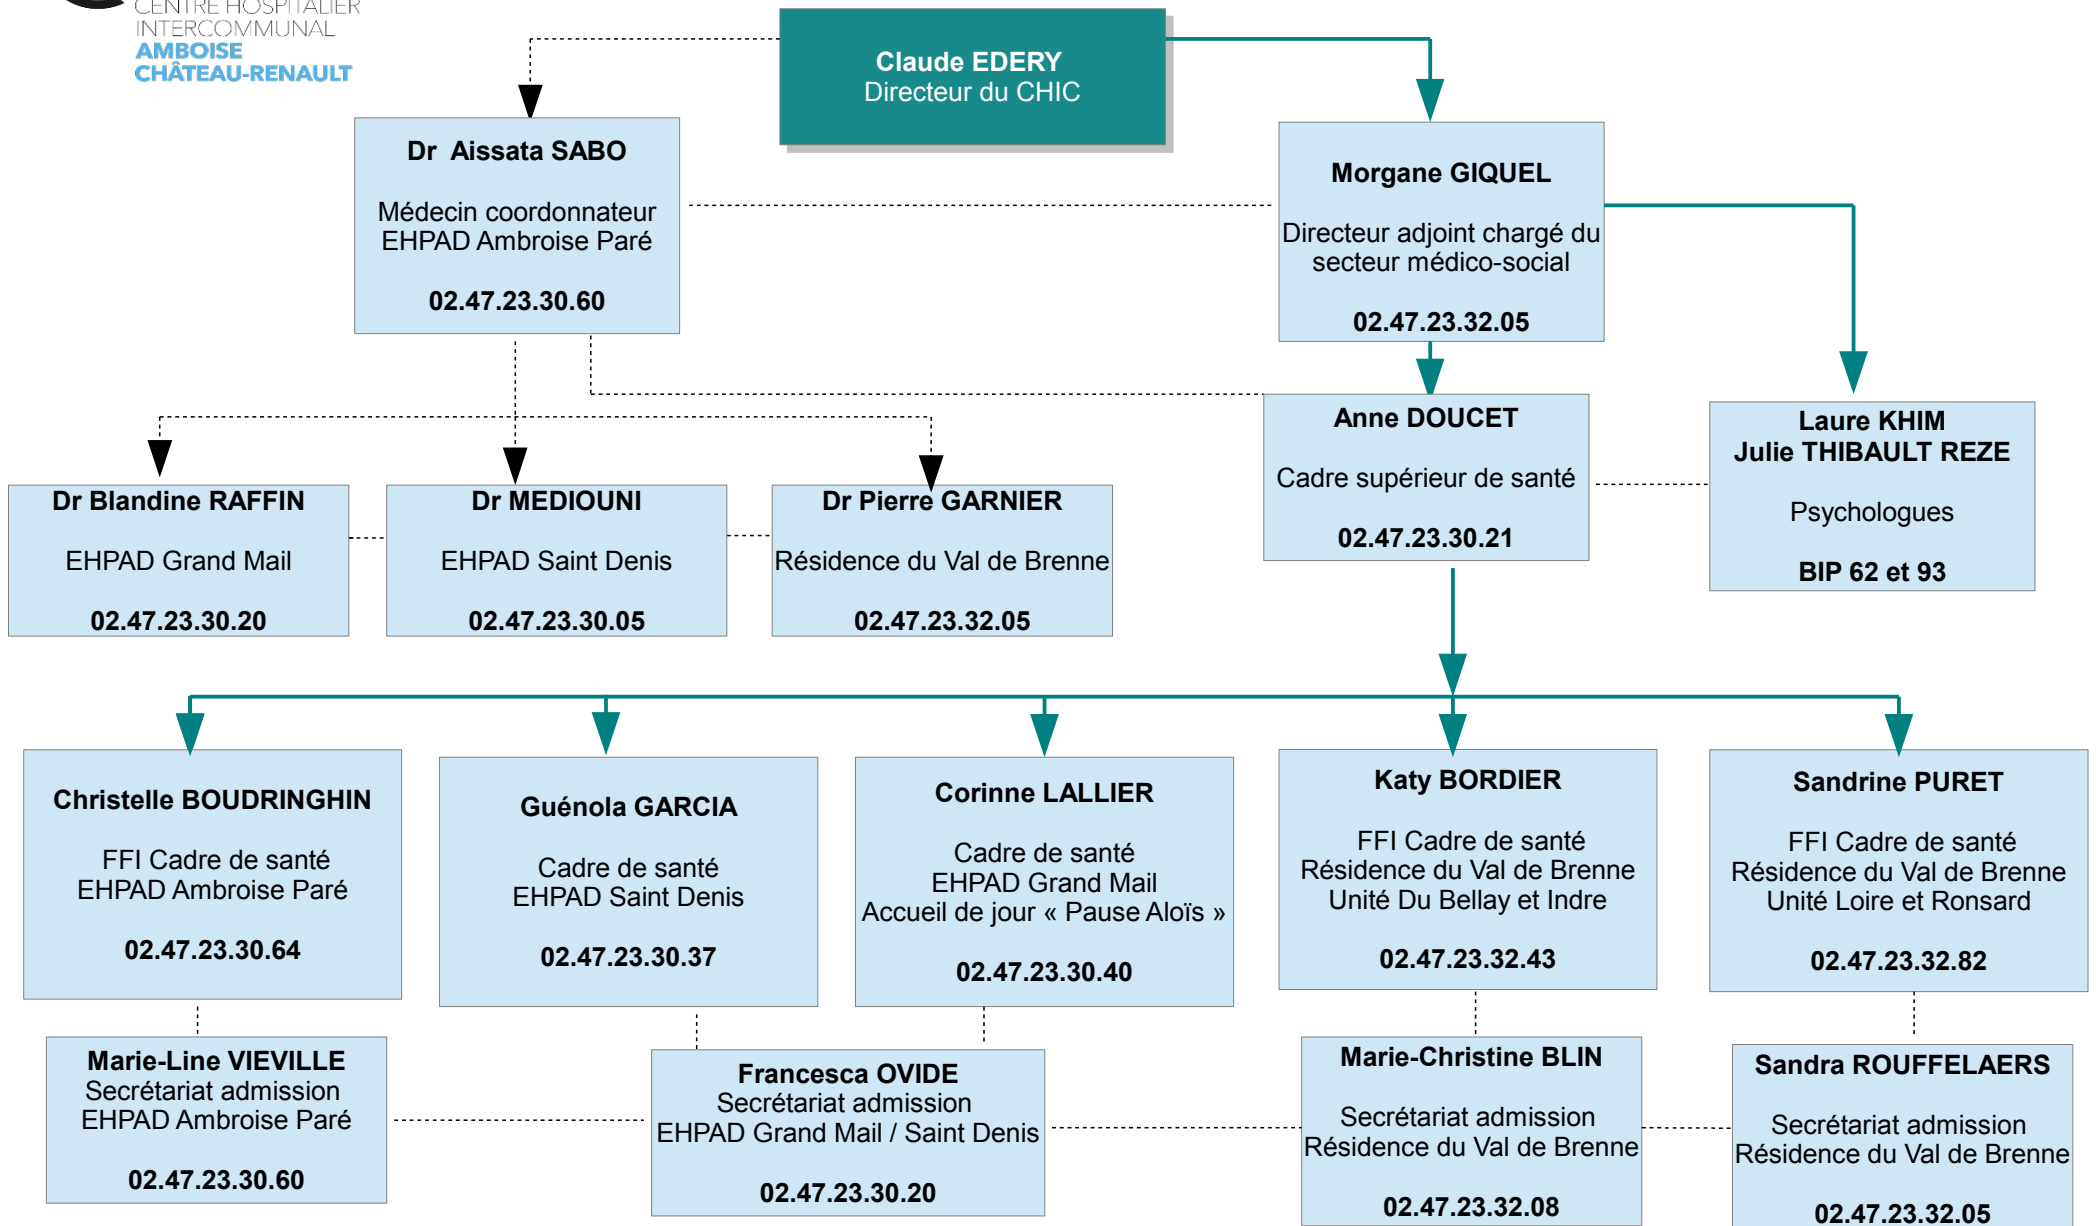 CENTRE HOSPITALIER
INTERCOMMUNAL
AMBOISE
CHÂTEAU-RENAULT
Claude EDERY
Directeur du CHIC
Dr Aissata SABO
Médecin coordonnateur
EHPAD Ambroise Paré
02.47.23.30.60
Morgane GIQUEL
Directeur adjoint chargé du
secteur médico-social
02.47.23.32.05
Anne DOUCET
Cadre supérieur de santé
02.47.23.30.21
Laure KHIM
Julie THIBAULT REZE
Psychologues
BIP 62 et 93
Dr Blandine RAFFIN
EHPAD Grand Mail
02.47.23.30.20
Dr MEDIOUNI
EHPAD Saint Denis
02.47.23.30.05
Dr Pierre GARNIER
Résidence du Val de Brenne
02.47.23.32.05
Christelle BOUDRINGHIN
FFI Cadre de santé
EHPAD Ambroise Paré
02.47.23.30.64
Guénola GARCIA
Cadre de santé
EHPAD Saint Denis
02.47.23.30.37
Corinne LALLIER
Cadre de santé
EHPAD Grand Mail
Accueil de jour « Pause Aloïs »
02.47.23.30.40
Katy BORDIER
FFI Cadre de santé
Résidence du Val de Brenne
Unité Du Bellay et Indre
02.47.23.32.43
Sandrine PURET
FFI Cadre de santé
Résidence du Val de Brenne
Unité Loire et Ronsard
02.47.23.32.82
Marie-Line VIEVILLE
Secrétariat admission
EHPAD Ambroise Paré
02.47.23.30.60
Francesca OVIDE
Secrétariat admission
EHPAD Grand Mail / Saint Denis
02.47.23.30.20
Marie-Christine BLIN
Secrétariat admission
Résidence du Val de Brenne
02.47.23.32.08
Sandra ROUFFELAERS
Secrétariat admission
Résidence du Val de Brenne
02.47.23.32.05